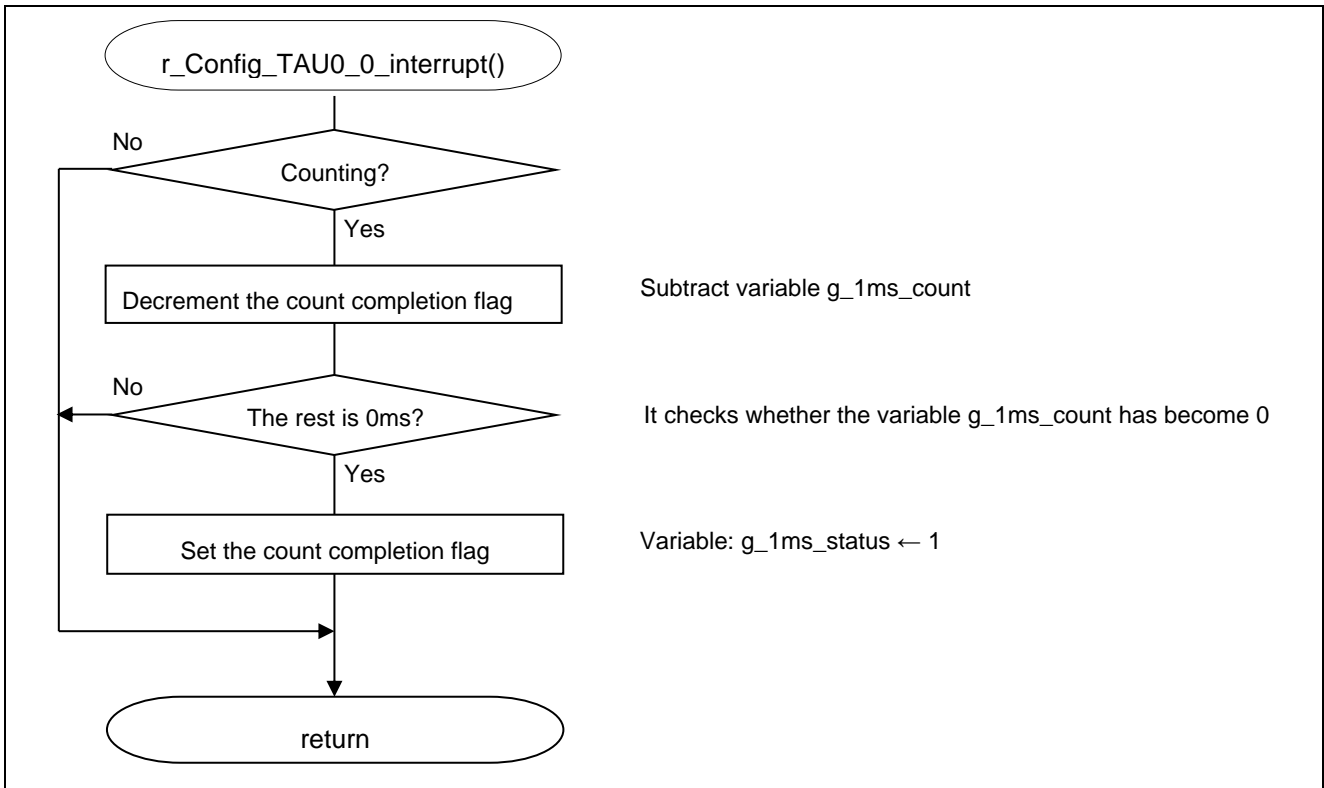 r_Config_TAU0_0_interrupt()
No
Counting?
Yes
Decrement the count completion flag
Subtract variable g_1ms_count
No
The rest is 0ms?
It checks whether the variable g_1ms_count has become 0
Yes
Set the count completion flag
Variable: g_1ms_status ← 1
return